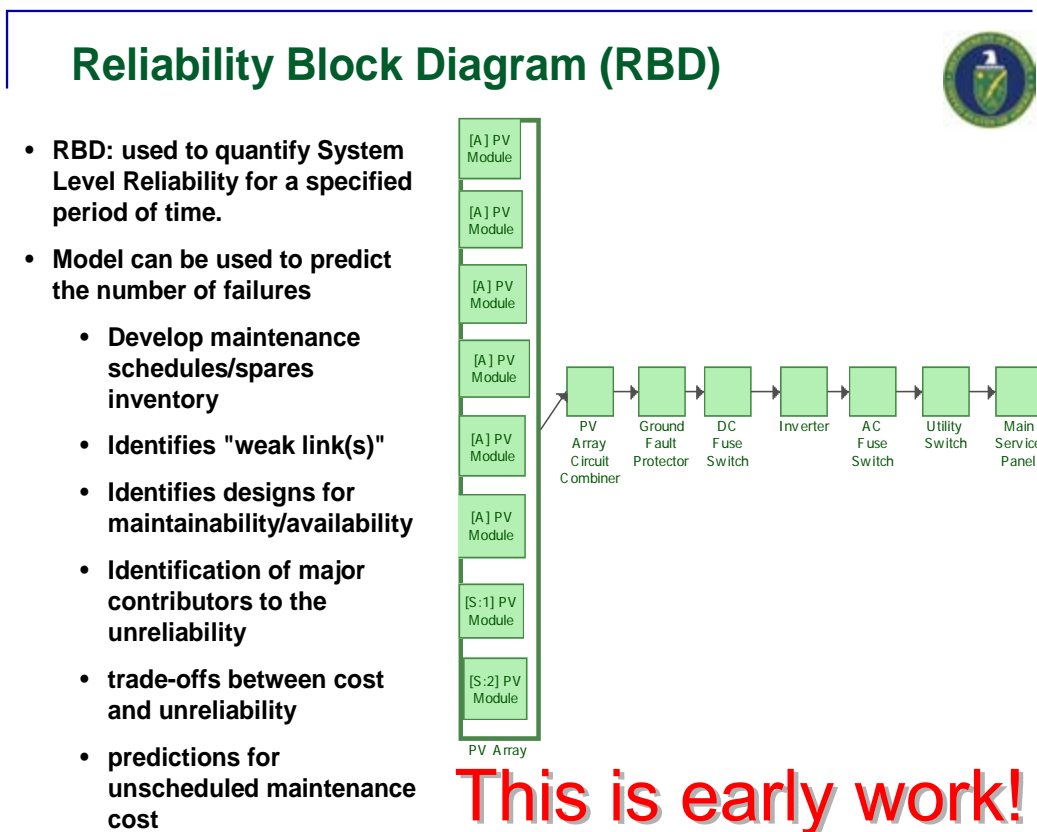 Reliability Block Diagram (RBD)
• RBD: used to quantify System
Level Reliability for a specified
period of time.
• Model can be used to predict
the number of failures
• Develop maintenance
schedules/spares
inventory
• Identifies "weak link(s)"
• Identifies designs for
maintainability/availability
• Identification of major
contributors to the
unreliability
• trade-offs between cost
and unreliability
• predictions for
unscheduled maintenance
cost
[A] PV
Module
[A] PV
Module
[A] PV
Module
[A] PV
Module
[A] PV
Module
[A] PV
Module
[S:1] PV
Module
[S:2] PV
Module
PV Array
PV
Array
Circuit
Combiner
Ground
Fault
Protector
DC
Fuse
Switch
Inverter
AC
Fuse
Switch
Utility
Switch
Main
Service
Panel
This is early work!